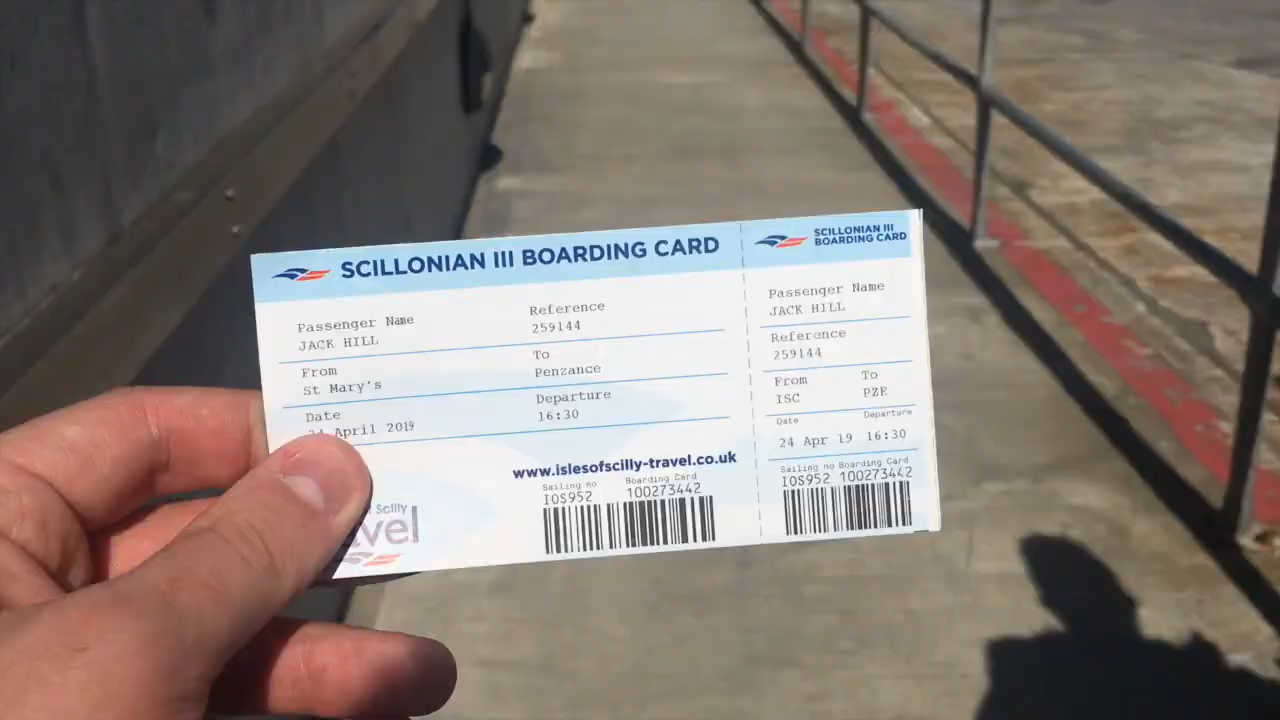 SCILLONIAN III BOARDING CARD
Passenger Name
JACK HILL
Reference
259144
From
St Mary's
To
Penzance
Date
April 2019
Departure
16:30
www.islesofscilly-travel.co.uk
Sailing no Boarding Card
IOS952 100273442
Scilly
SCILLONIAN III
BOARDING CARD
Passenger Name
JACK HILL
Reference
259144
From To
ISC PZE
Date Departure
24 Apr 19 16:30
Sailing no Boarding Card
IOS952 100273442